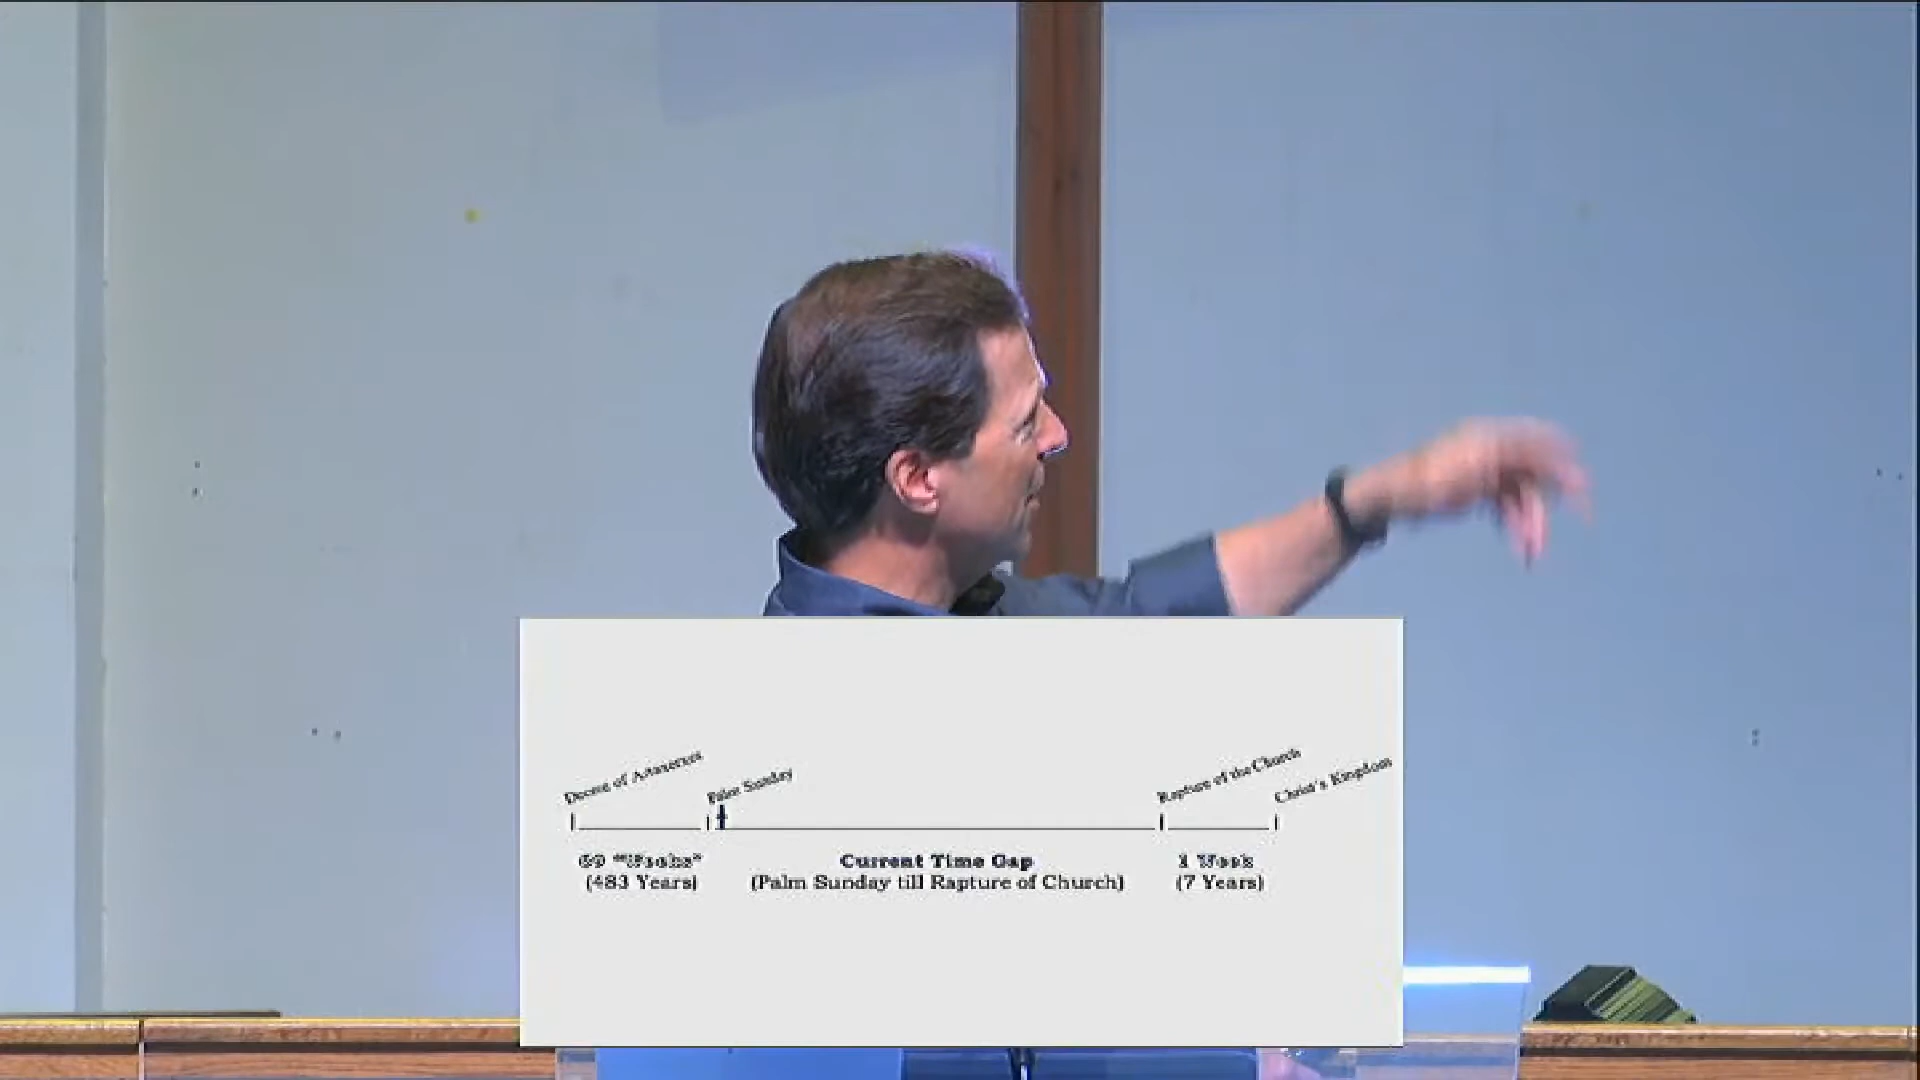 Decree of Artaxerxes
Palm Sunday
Rapture of the Church
Christ's Kingdom
69 "Weeks"
(483 Years)
Current Time Gap
(Palm Sunday till Rapture of Church)
1 Week
(7 Years)